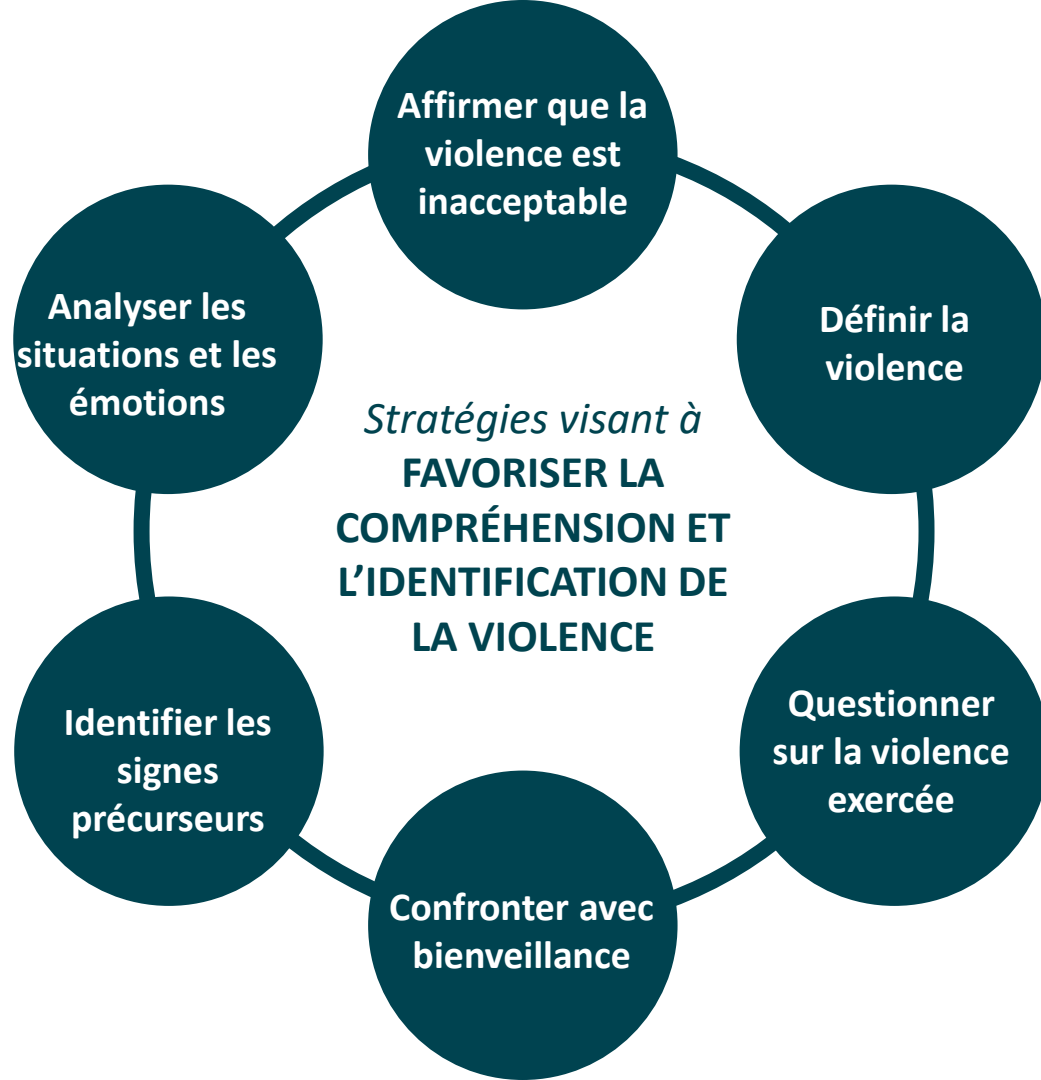 Affirmer que la
violence est
inacceptable
Définir la
violence
Questionner
sur la violence
exercée
Confronter avec
bienveillance
Identifier les
signes
précurseurs
Analyser les
situations et les
émotions
Stratégies visant à
FAVORISER LA
COMPRÉHENSION ET
L’IDENTIFICATION DE
LA VIOLENCE